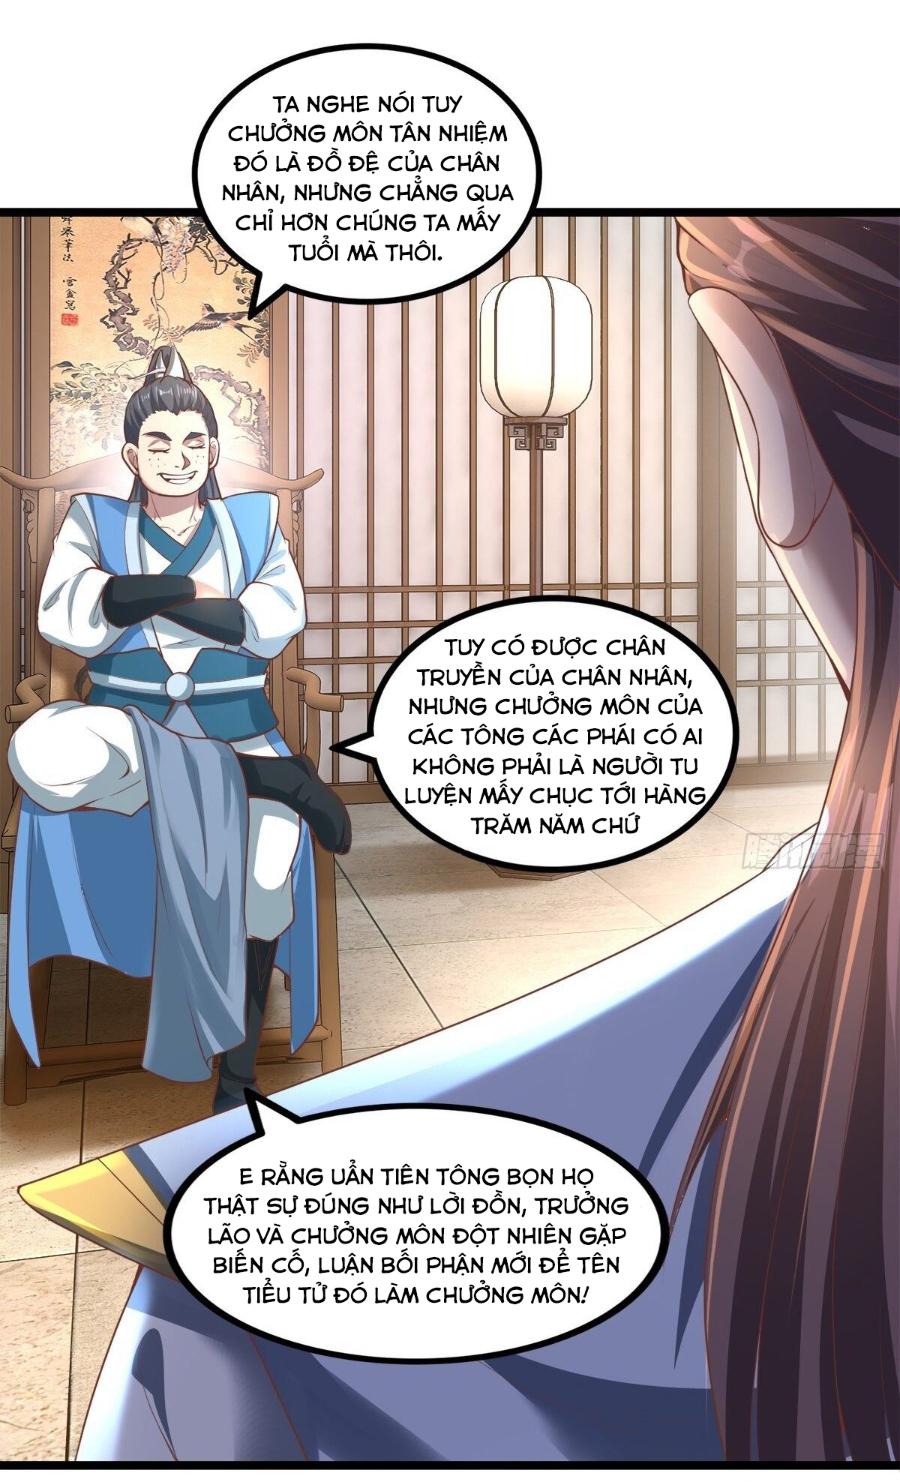 TA NGHE NÓI TUY
CHƯỞNG MÔN TÂN NHIỆM
ĐÓ LÀ ĐỒ ĐỆ CỦA CHÂN
NHÂN, NHƯNG CHẲNG QUA
CHỈ HƠN CHÚNG TA MẤY
TUỔI MÀ THÔI.
TUY CÓ ĐƯỢC CHÂN
TRUYỀN CỦA CHÂN NHÂN,
NHƯNG CHƯỞNG MÔN CỦA
CÁC TÔNG CÁC PHÁI CÓ AI
KHÔNG PHẢI LÀ NGƯỜI TU
LUYỆN MẤY CHỤC TỚI HÀNG
TRĂM NĂM CHỨ
E RẰNG UẨN TIÊN TÔNG BỌN HỌ
THẬT SỰ ĐÚNG NHƯ LỜI ĐỒN, TRƯỞNG
LÃO VÀ CHƯỞNG MÔN ĐỘT NHIÊN GẶP
BIẾN CỐ, LUẬN BỐI PHẬN MỚI ĐỂ TÊN
TIỂU TỬ ĐÓ LÀM CHƯỞNG MÔN!